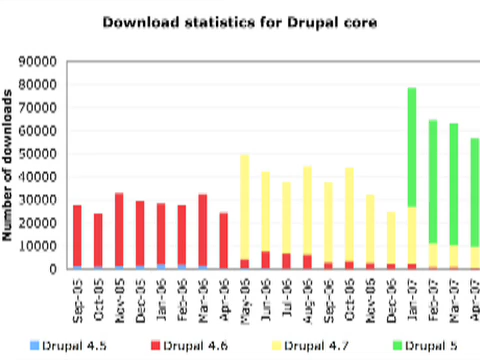 Download statistics for Drupal core
Number of downloads
90000
80000
70000
60000
50000
40000
30000
20000
10000
0
Sep-05
Oct-05
Nov-05
Dec-05
Jan-06
Feb-06
Mar-06
Apr-06
May-06
Jun-06
Jul-06
Aug-06
Sep-06
Oct-06
Nov-06
Dec-06
Jan-07
Feb-07
Mar-07
Apr-07
Drupal 4.5
Drupal 4.6
Drupal 4.7
Drupal 5